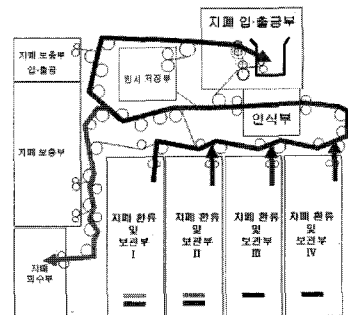 지폐 입·출금부
지폐 보충부
입·출금
임시 저장부
인식부
지폐 보충부
지폐 환류
및
보관부
I
지폐 환류
및
보관부
II
지폐 환류
및
보관부
III
지폐 환류
및
보관부
IV
지폐
회수부